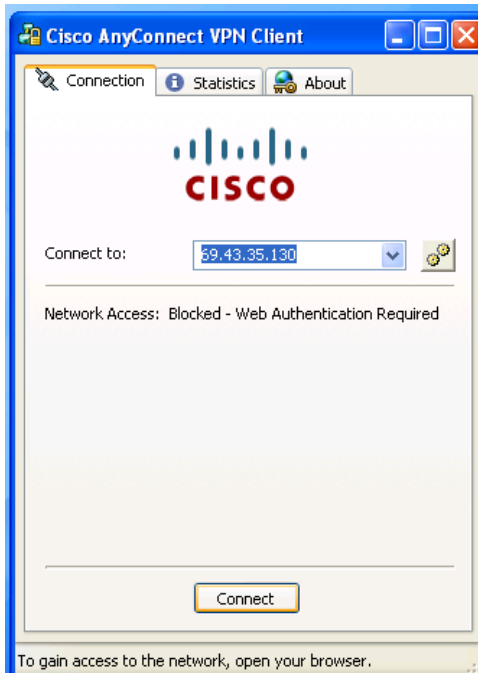 Cisco AnyConnect VPN Client
Connection Statistics About
CISCO
Connect to: 69.43.35.130
Network Access: Blocked - Web Authentication Required
Connect
To gain access to the network, open your browser.